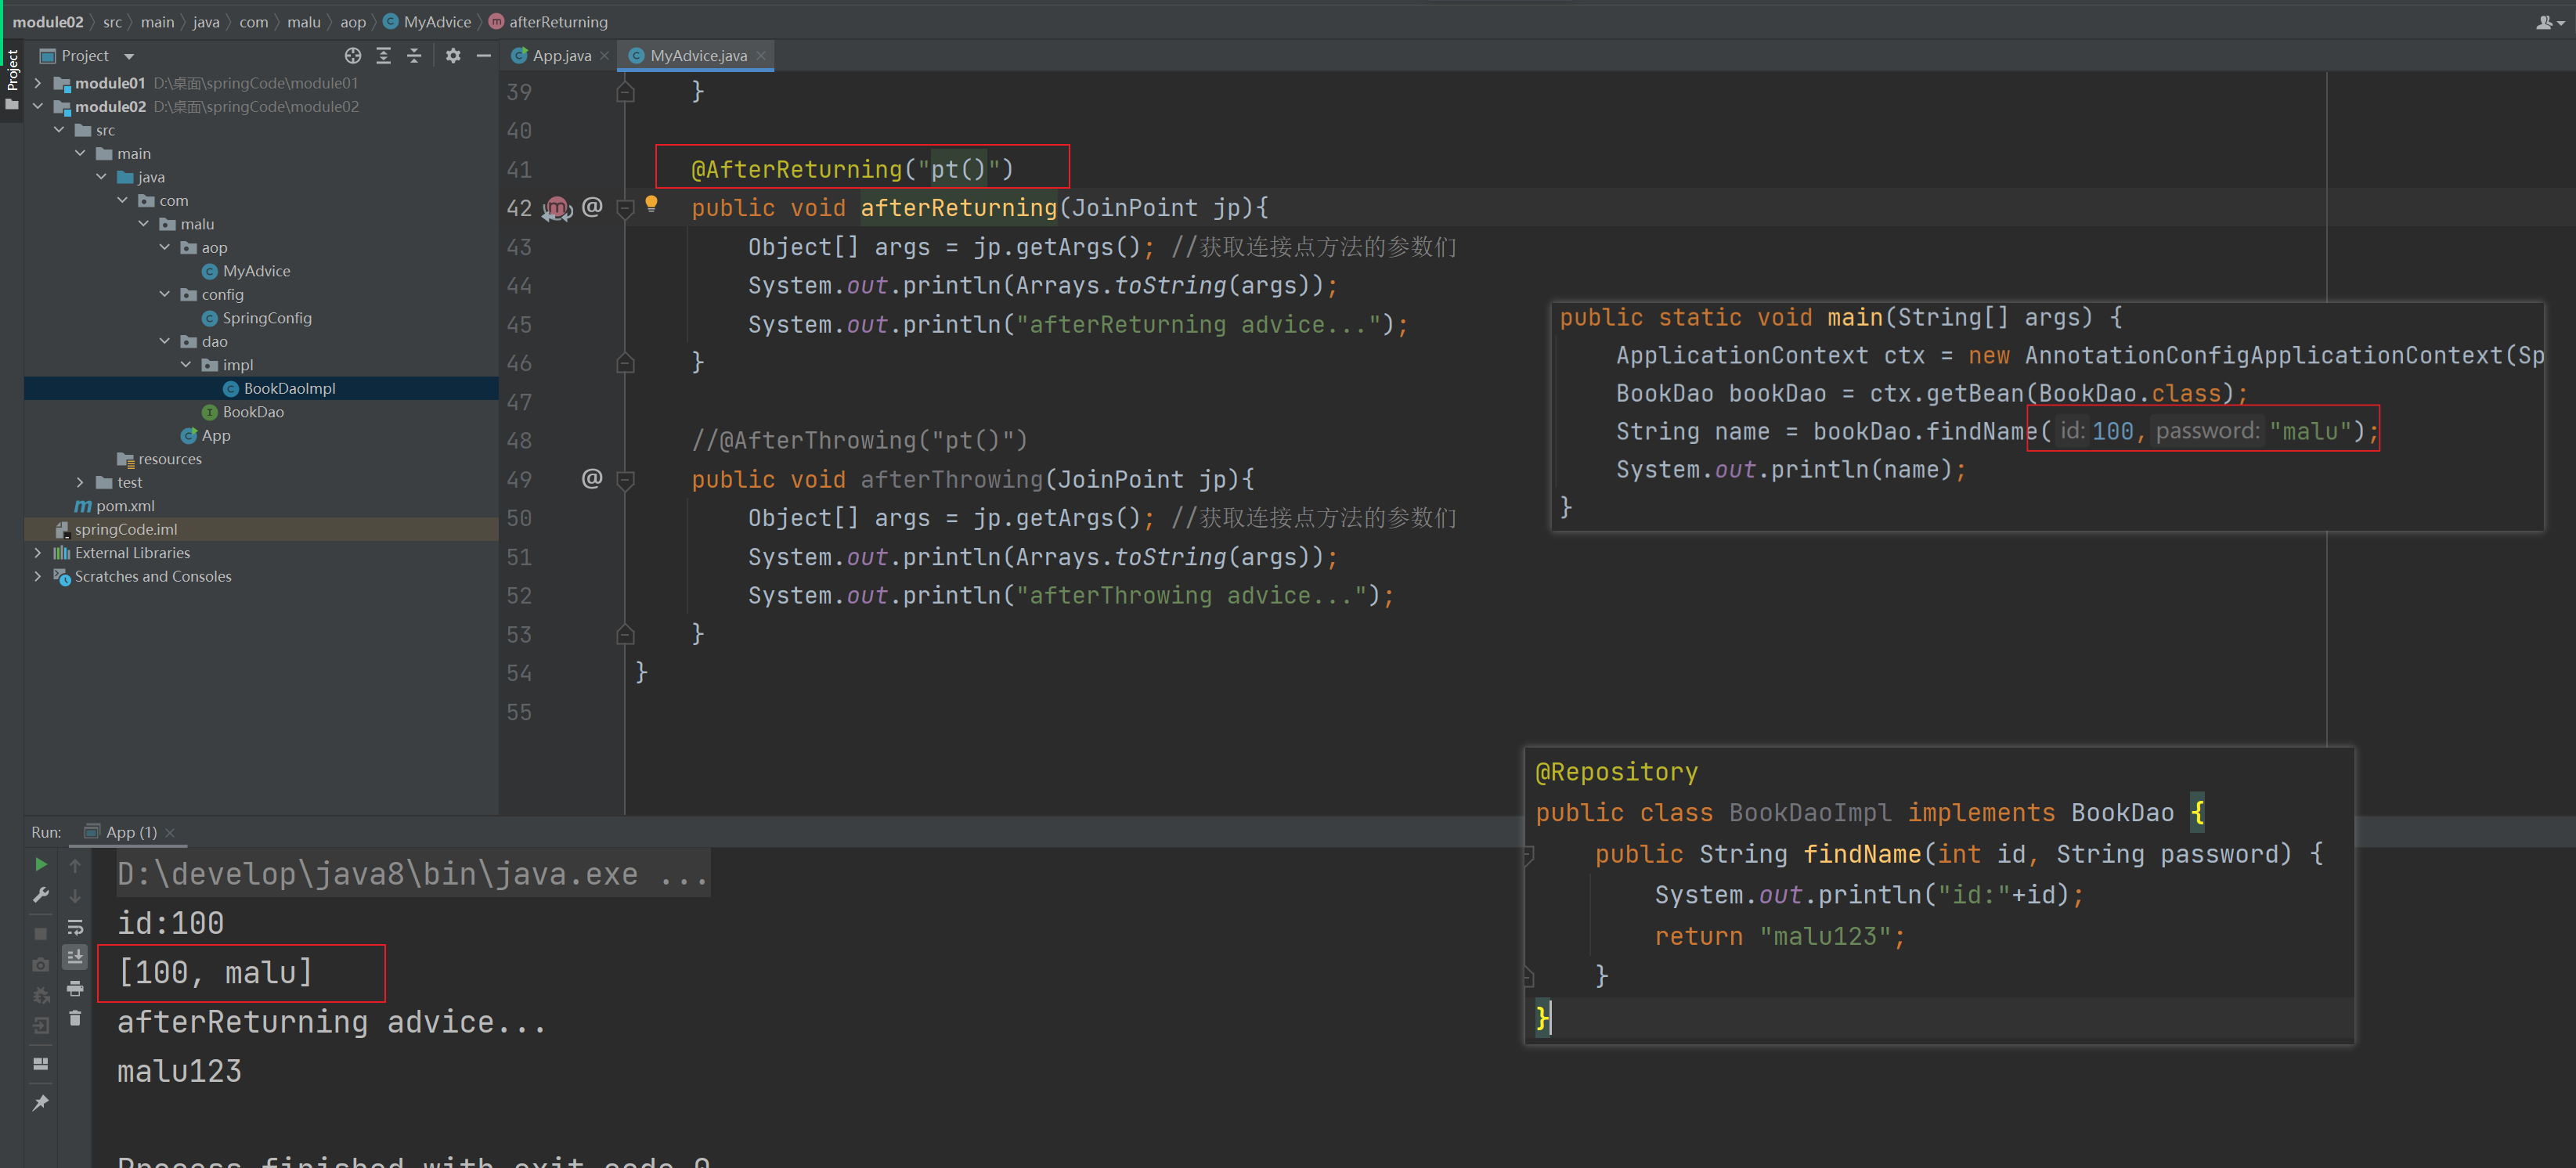 module02 src main java com malu aop MyAdvice afterReturning
Project
Project
App.java
MyAdvice.java
module01 D:\桌面\springCode\module01
module02 D:\桌面\springCode\module02
src
main
java
com
malu
aop
MyAdvice
config
SpringConfig
dao
impl
BookDaoImpl
BookDao
App
resources
test
pom.xml
springCode.iml
External Libraries
Scratches and Consoles
39 }
40
41 @AfterReturning("pt()")
42 public void afterReturning(JoinPoint jp){
43 Object[] args = jp.getArgs(); //获取连接点方法的参数们
44 System.out.println(Arrays.toString(args));
45 System.out.println("afterReturning advice...");
46 }
47
48 //@AfterThrowing("pt()")
49 public void afterThrowing(JoinPoint jp){
50 Object[] args = jp.getArgs(); //获取连接点方法的参数们
51 System.out.println(Arrays.toString(args));
52 System.out.println("afterThrowing advice...");
53 }
54 }
55
public static void main(String[] args) {
ApplicationContext ctx = new AnnotationConfigApplicationContext(Sp
BookDao bookDao = ctx.getBean(BookDao.class);
String name = bookDao.findName( id: 100, password: "malu");
System.out.println(name);
}
@Repository
public class BookDaoImpl implements BookDao {
public String findName(int id, String password) {
System.out.println("id:"+id);
return "malu123";
}
}
Run: App (1)
D:\develop\java8\bin\java.exe ...
id:100
[100, malu]
afterReturning advice...
malu123
Process finished with exit code 0